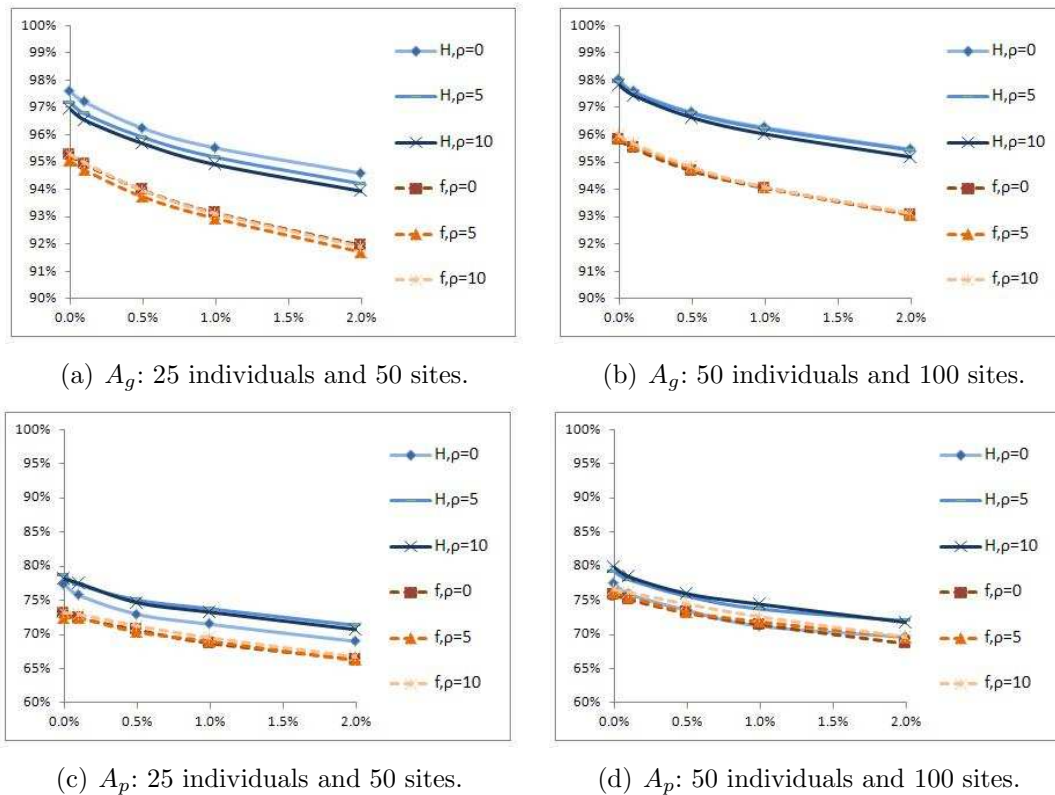 100%
99%
98%
97%
96%
95%
94%
93%
92%
91%
90%
0.0% 0.5% 1.0% 1.5% 2.0%
H,ρ=0
H,ρ=5
H,ρ=10
f,ρ=0
f,ρ=5
f,ρ=10
(a) A_g: 25 individuals and 50 sites.
100%
99%
98%
97%
96%
95%
94%
93%
92%
91%
90%
0.0% 0.5% 1.0% 1.5% 2.0%
H,ρ=0
H,ρ=5
H,ρ=10
f,ρ=0
f,ρ=5
f,ρ=10
(b) A_g: 50 individuals and 100 sites.
100%
95%
90%
85%
80%
75%
70%
65%
60%
0.0% 0.5% 1.0% 1.5% 2.0%
H,ρ=0
H,ρ=5
H,ρ=10
f,ρ=0
f,ρ=5
f,ρ=10
(c) A_p: 25 individuals and 50 sites.
100%
95%
90%
85%
80%
75%
70%
65%
60%
0.0% 0.5% 1.0% 1.5% 2.0%
H,ρ=0
H,ρ=5
H,ρ=10
f,ρ=0
f,ρ=5
f,ρ=10
(d) A_p: 50 individuals and 100 sites.